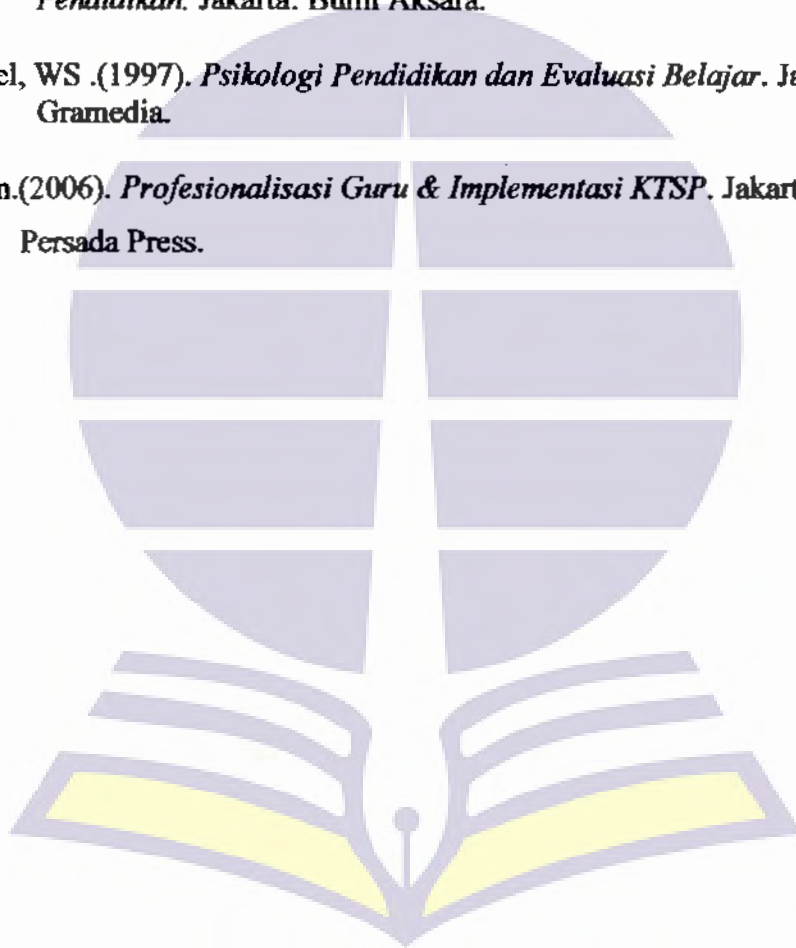 Pendidikan. Jakarta. Bumi Aksara.
el, WS .(1997). Psikologi Pendidikan dan Evaluasi Belajar. Ja
Gramedia.
n.(2006). Profesionalisasi Guru & Implementasi KTSP. Jakart
Persada Press.